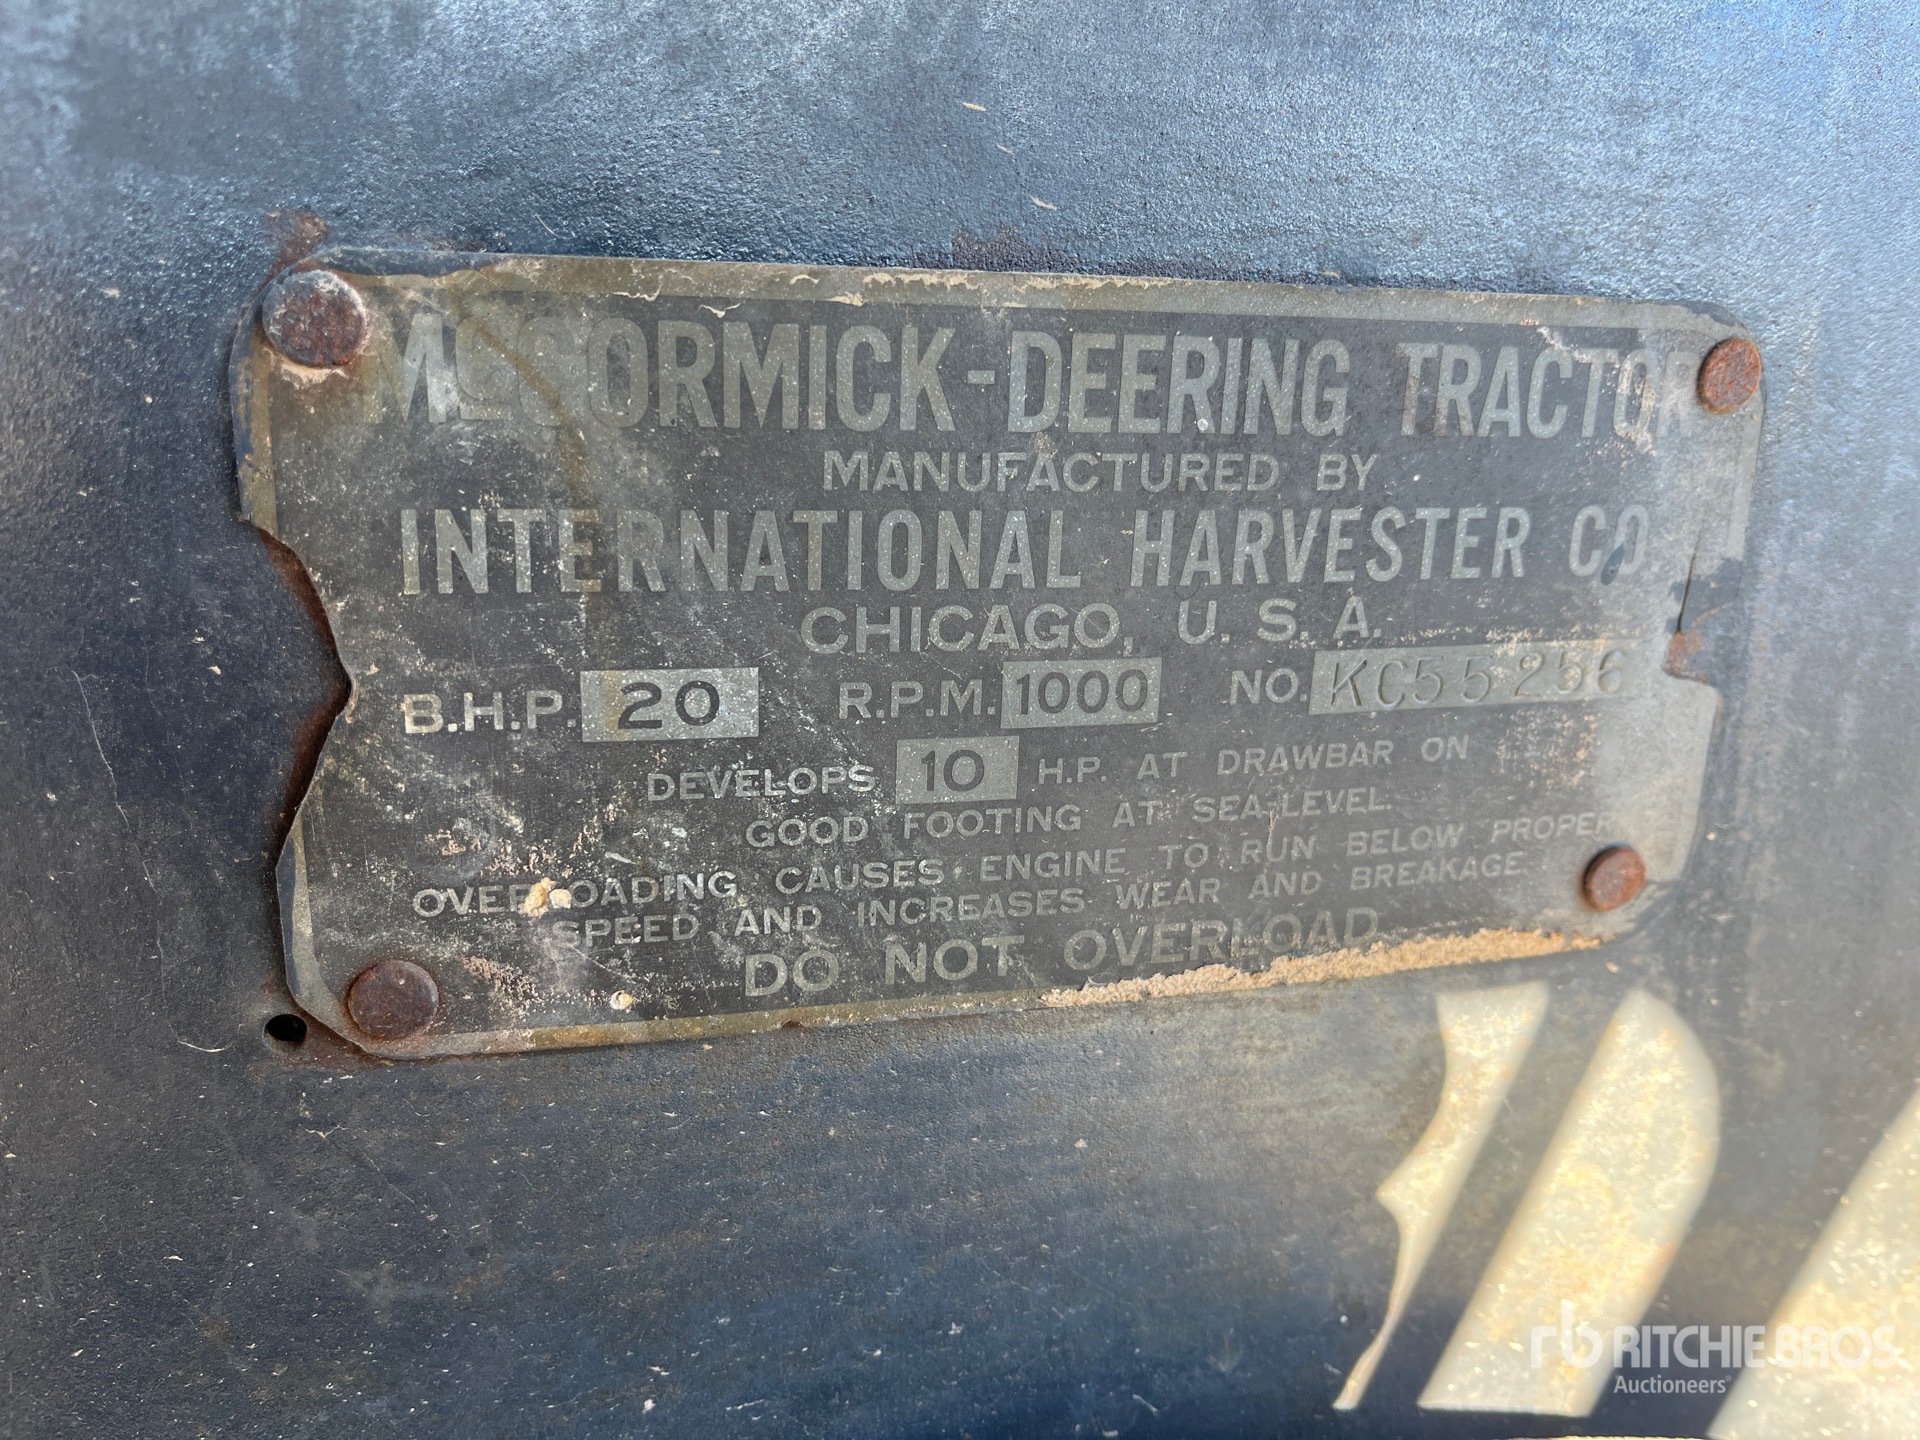 McCORMICK-DEERING TRACTOR
MANUFACTURED BY
INTERNATIONAL HARVESTER CO.
CHICAGO, U. S. A.
B.H.P. 20 R.P.M. 1000 NO. KC55256
DEVELOPS 10 H.P. AT DRAWBAR ON
GOOD FOOTING AT SEA-LEVEL.
OVERLOADING CAUSES ENGINE TO RUN BELOW PROPER
SPEED AND INCREASES WEAR AND BREAKAGE
DO NOT OVERLOAD
rb RITCHIE BROS.
Auctioneers